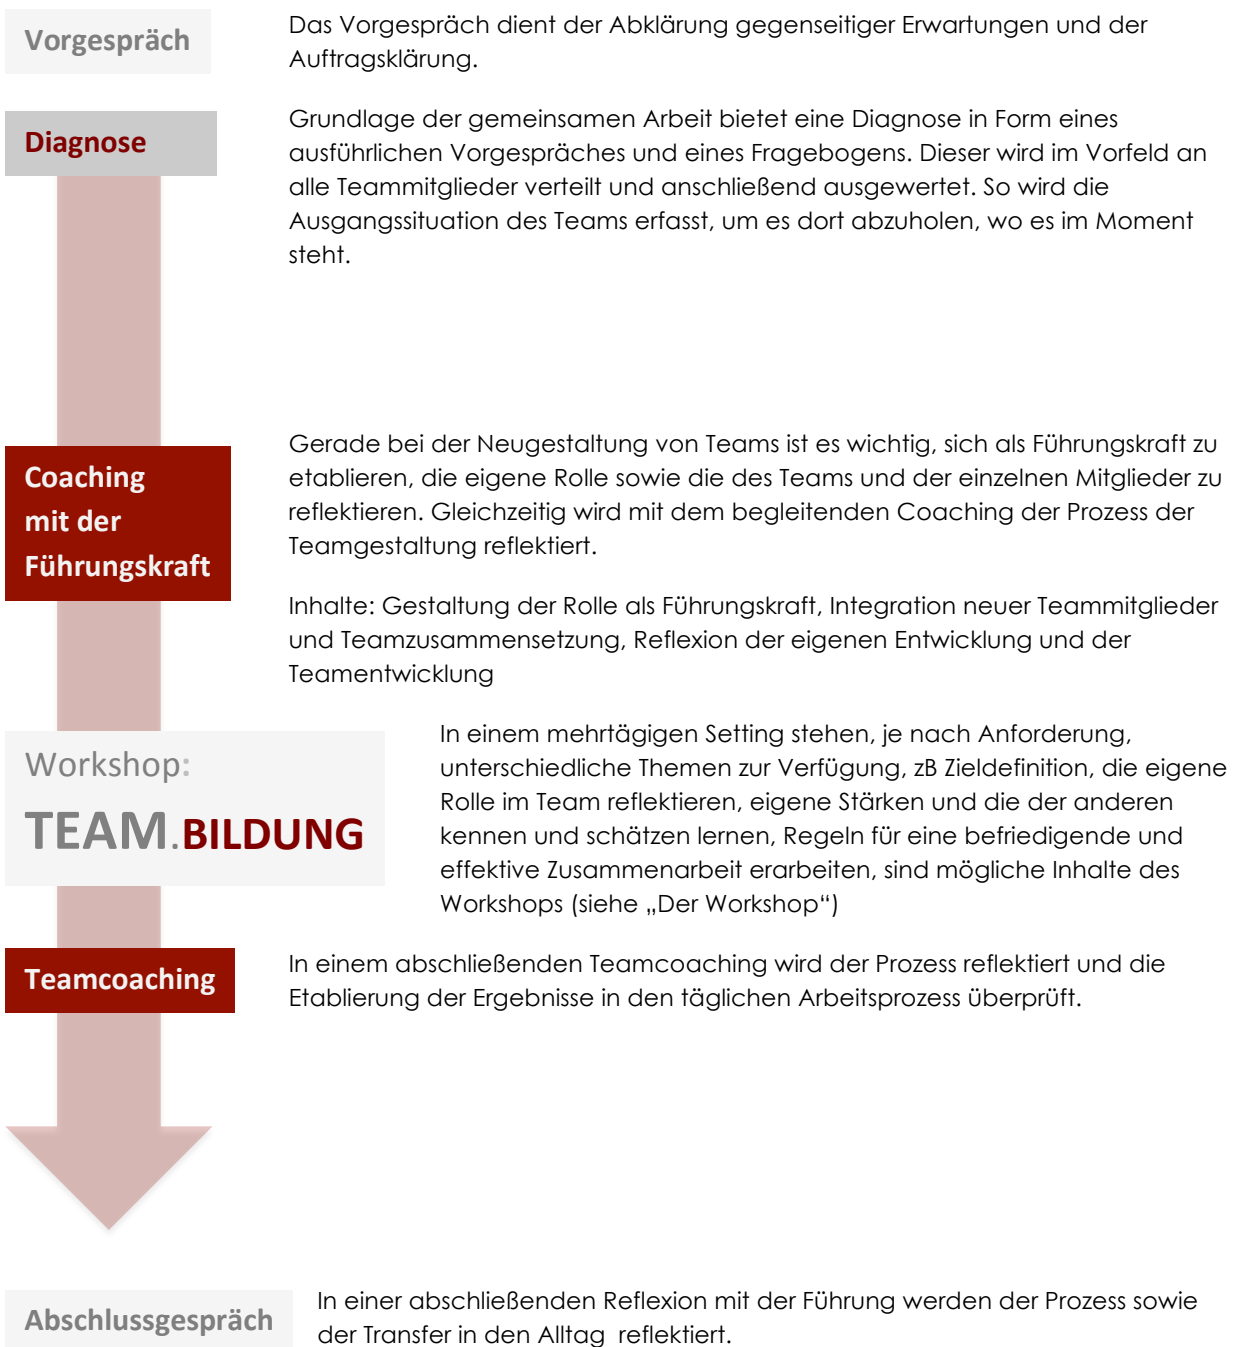 Vorgespräch
Das Vorgespräch dient der Abklärung gegenseitiger Erwartungen und der
Auftragsklärung.
Diagnose
Grundlage der gemeinsamen Arbeit bietet eine Diagnose in Form eines
ausführlichen Vorgespräches und eines Fragebogens. Dieser wird im Vorfeld an
alle Teammitglieder verteilt und anschließend ausgewertet. So wird die
Ausgangssituation des Teams erfasst, um es dort abzuholen, wo es im Moment
steht.
Coaching
mit der
Führungskraft
Gerade bei der Neugestaltung von Teams ist es wichtig, sich als Führungskraft zu
etablieren, die eigene Rolle sowie die des Teams und der einzelnen Mitglieder zu
reflektieren. Gleichzeitig wird mit dem begleitenden Coaching der Prozess der
Teamgestaltung reflektiert.
Inhalte: Gestaltung der Rolle als Führungskraft, Integration neuer Teammitglieder
und Teamzusammensetzung, Reflexion der eigenen Entwicklung und der
Teamentwicklung
Workshop:
TEAM.BILDUNG
In einem mehrtägigen Setting stehen, je nach Anforderung,
unterschiedliche Themen zur Verfügung, zB Zieldefinition, die eigene
Rolle im Team reflektieren, eigene Stärken und die der anderen
kennen und schätzen lernen, Regeln für eine befriedigende und
effektive Zusammenarbeit erarbeiten, sind mögliche Inhalte des
Workshops (siehe „Der Workshop“)
Teamcoaching
In einem abschließenden Teamcoaching wird der Prozess reflektiert und die
Etablierung der Ergebnisse in den täglichen Arbeitsprozess überprüft.
Abschlussgespräch
In einer abschließenden Reflexion mit der Führung werden der Prozess sowie
der Transfer in den Alltag  reflektiert.